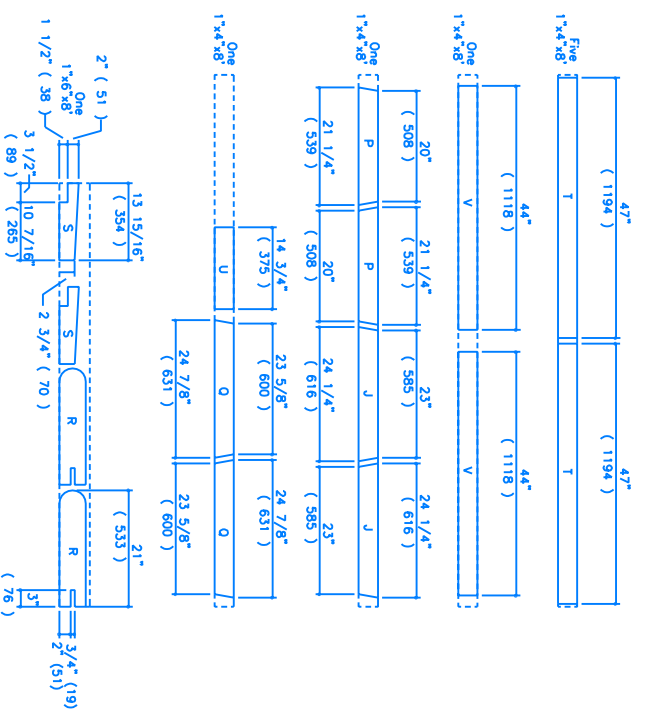 Five
1"x4"x8'
47"
( 1194 )
T
47"
( 1194 )
T
One
1"x4"x8'
44"
( 1118 )
V
44"
( 1118 )
V
One
1"x4"x8'
20"
( 508 )
P
21 1/4"
( 539 )
21 1/4"
( 539 )
P
20"
( 508 )
23"
( 585 )
J
24 1/4"
( 616 )
24 1/4"
( 616 )
J
23"
( 585 )
One
1"x4"x8'
14 3/4"
( 375 )
U
23 5/8"
( 600 )
Q
24 7/8"
( 631 )
24 7/8"
( 631 )
Q
23 5/8"
( 600 )
2" ( 51 )
One
1"x6"x8'
1 1/2" ( 38 )
13 15/16"
( 354 )
S
3 1/2"
( 89 )
10 7/16"
( 265 )
S
2 3/4" ( 70 )
R
21"
( 533 )
R
3"
( 76 )
3/4" (19)
2" (51)